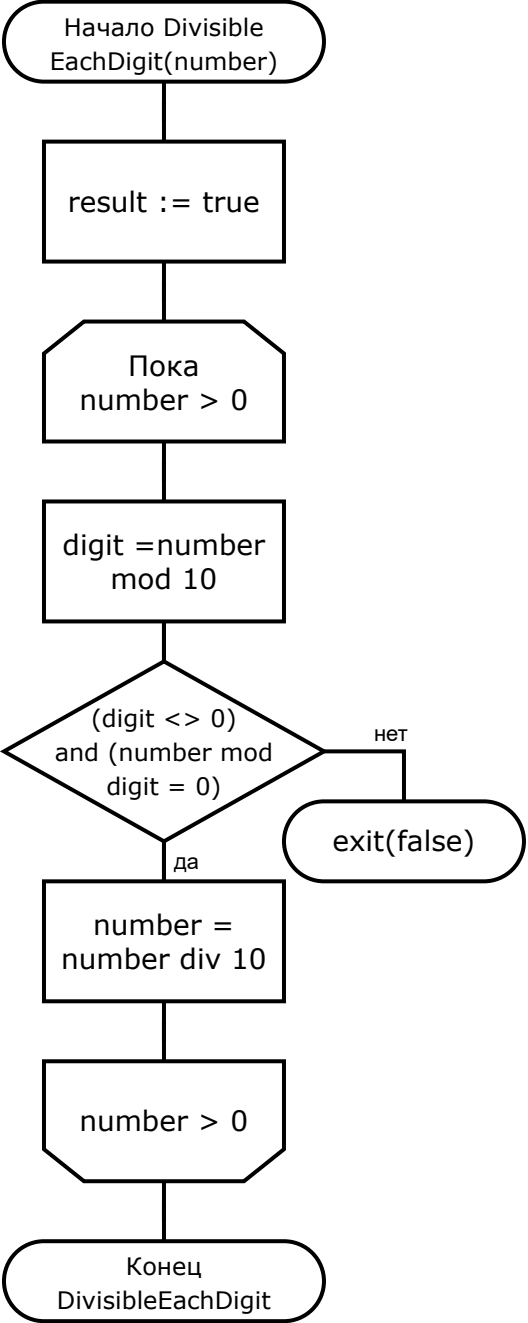 Начало Divisible
EachDigit(number)
result := true
Пока
number > 0
digit =number
mod 10
(digit <> 0)
and (number mod
digit = 0)
нет
exit(false)
да
number =
number div 10
number > 0
Конец
DivisibleEachDigit